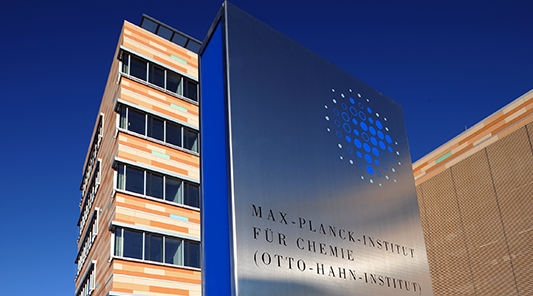 MAX-PLANCK-INSTITUT
FÜR CHEMIE
(OTTO-HAHN-INSTITUT)